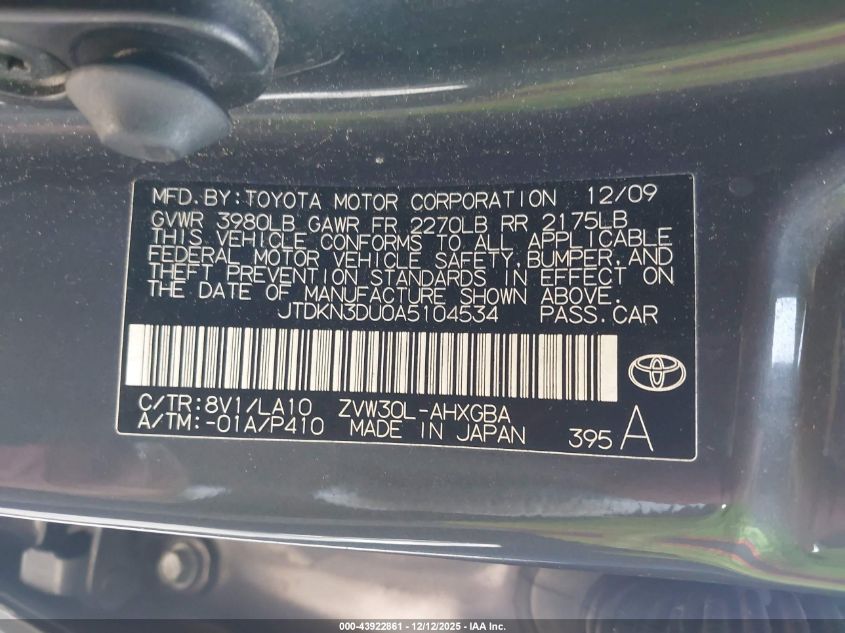 MFD.BY:TOYOTA MOTOR CORPORATION 12/09
GVWR 3980LB GAWR FR 2270LB RR 2175LB
THIS VEHICLE CONFORMS TO ALL APPLICABLE
FEDERAL MOTOR VEHICLE SAFETY,BUMPER,AND
THEFT PREVENTION STANDARDS IN EFFECT ON
THE DATE OF MANUFACTURE SHOWN ABOVE.
JTDKN3DU0A5104534 PASS.CAR
C/TR:8V1/LA10 ZVW30L-AHXGBA
A/TM:-01A/P410 MADE IN JAPAN 395 A
000-43922861 - 12/12/2025 - IAA Inc.